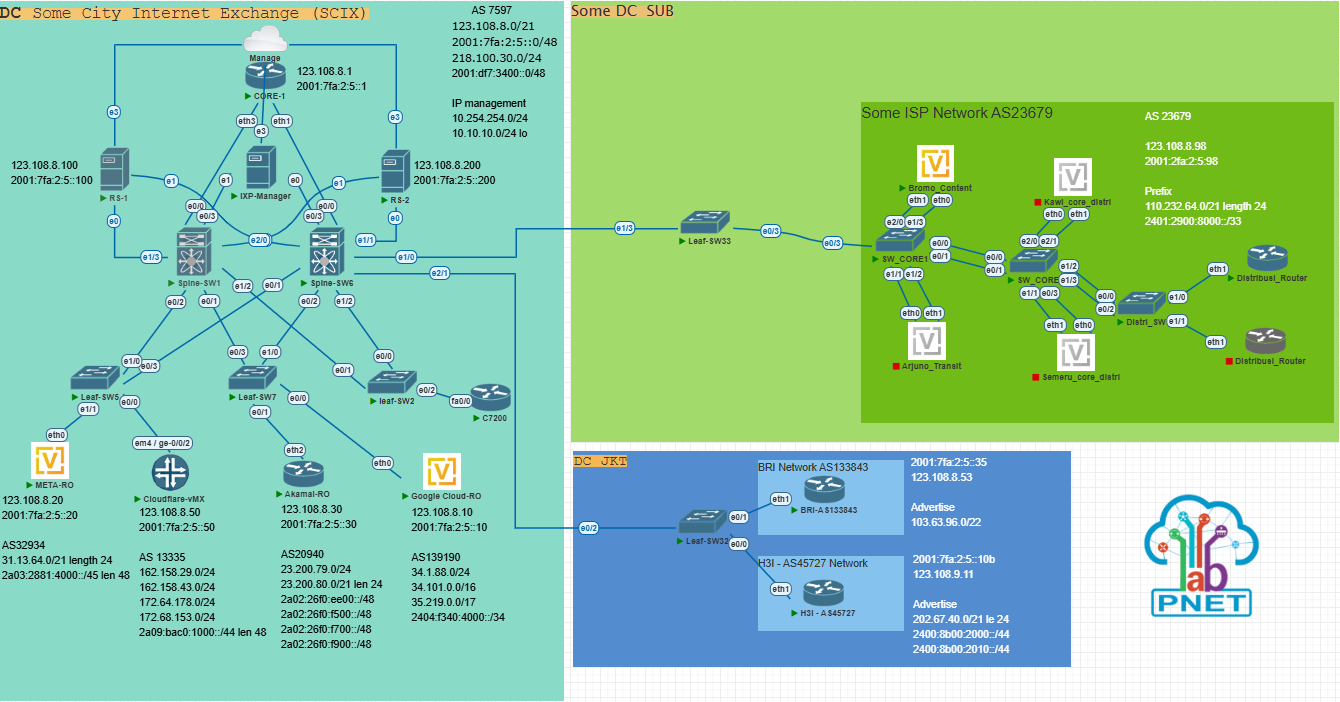 DC Some City Internet Exchange (SCIX)
AS 7597
123.108.8.0/21
2001:7fa:2:5::0/48
218.100.30.0/24
2001:df7:3400::0/48
IP management
10.254.254.0/24
10.10.10.0/24 lo
Manage
123.108.8.1
2001:7fa:2:5::1
CORE-1
e3
eth3
e3
eth1
e3
123.108.8.100
2001:7fa:2:5::100
RS-1
e1
e1
IXP-Manager
e0
e1
123.108.8.200
2001:7fa:2:5::200
RS-2
e0
e0/0
e0/3
e0/0
e0/3
e0
e1/3
e2/0
e1/1
e1/0
e2/1
Spine-SW1
Spine-SW6
e1/2
e0/1
e0/2
e0/1
e0/2
e1/2
e1/0
e0/3
e0/3
e1/0
e0/0
e0/1
Leaf-SW5
Leaf-SW7
leaf-SW2
e0/2
fa0/0
C7200
e1/1
e0/0
e0/1
e0/0
eth0
em4 / ge-0/0/2
eth2
eth0
META-RO
123.108.8.20
2001:7fa:2:5::20
Cloudflare-vMX
123.108.8.50
2001:7fa:2:5::50
Akamai-RO
123.108.8.30
2001:7fa:2:5::30
Google Cloud-RO
123.108.8.10
2001:7fa:2:5::10
AS32934
31.13.64.0/21 length 24
2a03:2881:4000::/45 len 48
AS 13335
162.158.29.0/24
162.158.43.0/24
172.64.178.0/24
172.68.153.0/24
2a09:bac0:1000::/44 len 48
AS20940
23.200.79.0/24
23.200.80.0/21 len 24
2a02:26f0:ee00::/48
2a02:26f0:f500::/48
2a02:26f0:f700::/48
2a02:26f0:f900::/48
AS139190
34.1.88.0/24
34.101.0.0/16
35.219.0.0/17
2404:f340:4000::/34
Some DC SUB
e1/3
Leaf-SW33
e0/3
e0/3
Some ISP Network AS23679
AS 23679
123.108.8.98
2001:2fa:2:5:98
Prefix
110.232.64.0/21 length 24
2401:2900:8000::/33
Bromo_Content
eth1
eth0
e2/0
e1/3
SW_CORE1
e0/0
e0/1
e1/1
e1/2
eth0
eth1
Arjuno_Transit
Kawi_core_distri
eth0
eth1
e2/0
e2/1
e0/0
e0/1
SW_CORE
e1/2
e1/3
e1/1
e0/3
eth1
eth0
Semeru_core_distri
e0/0
e0/2
Distri_SW
e1/0
e1/1
eth1
Distribusi_Router
eth1
Distribusi_Router
DC JKT
e0/2
Leaf-SW32
e0/1
e0/0
BRI Network AS133843
eth1
BRI-AS133843
2001:7fa:2:5::35
123.108.8.53
Advertise
103.63.96.0/22
H3I - AS45727 Network
eth1
H3I - AS45727
2001:7fa:2:5::10b
123.108.9.11
Advertise
202.67.40.0/21 le 24
2400:8b00:2000::/44
2400:8b00:2010::/44
lab
PNET